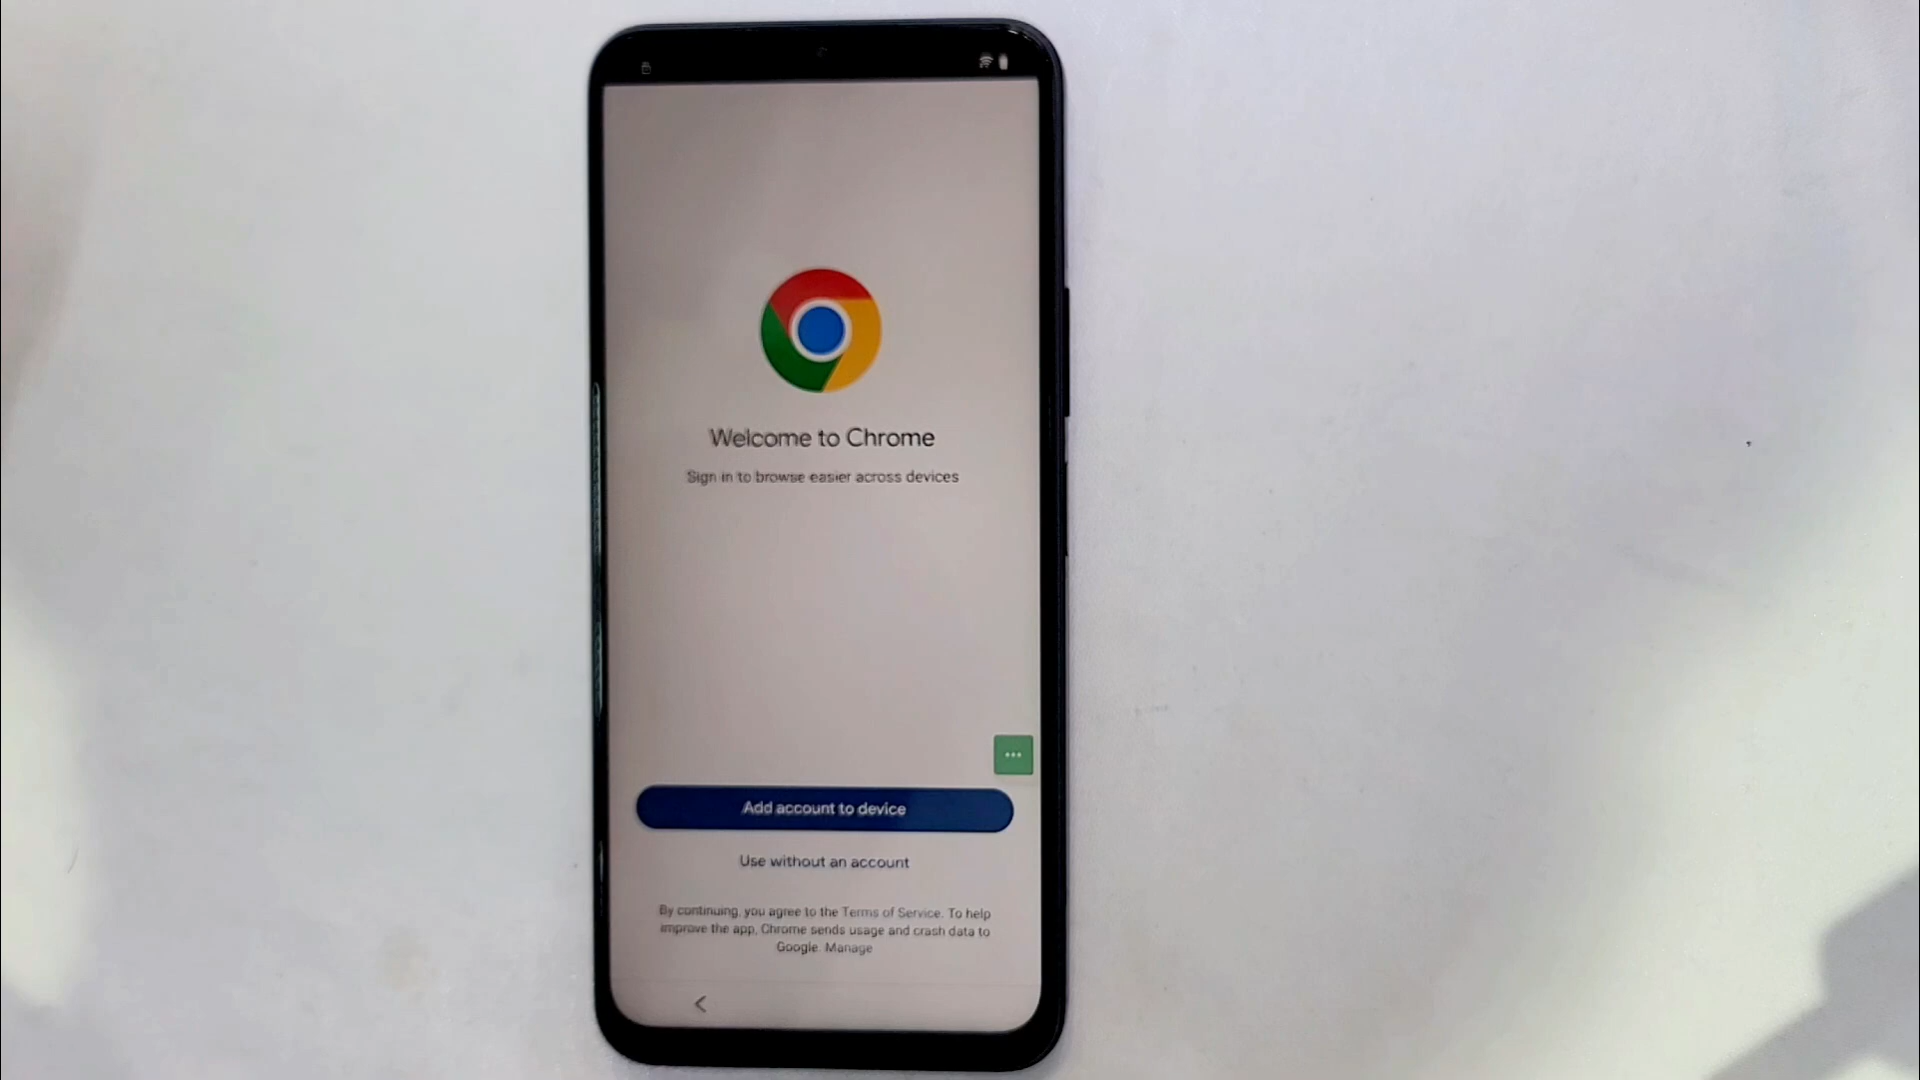 Welcome to Chrome
Sign in to browse easier across devices
Add account to device
Use without an account
By continuing, you agree to the Terms of Service. To help
improve the app, Chrome sends usage and crash data to
Google. Manage